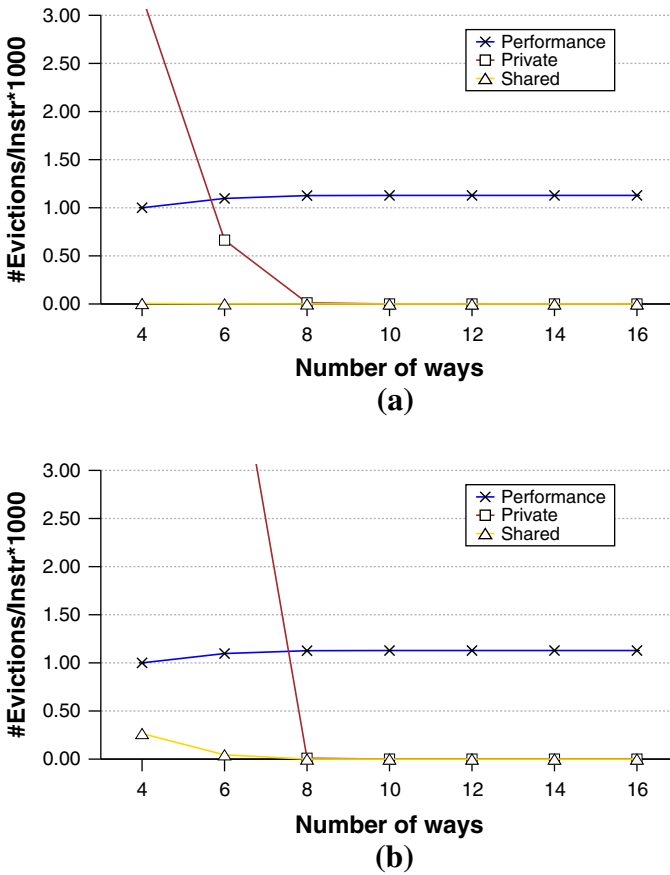 3.00
2.50
2.00
1.50
1.00
0.50
0.00
#Evictions/Instr*1000
Performance
Private
Shared
4 6 8 10 12 14 16
Number of ways
(a)
3.00
2.50
2.00
1.50
1.00
0.50
0.00
#Evictions/Instr*1000
Performance
Private
Shared
4 6 8 10 12 14 16
Number of ways
(b)